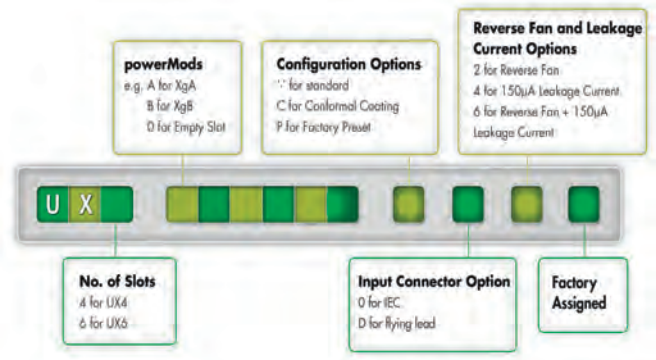 powerMods
e.g. A for XgA
B for XgB
0 for Empty Slot
Configuration Options
'-' for standard
C for Conformal Coating
P for Factory Preset
Reverse Fan and Leakage
Current Options
2 for Reverse Fan
4 for 150µA Leakage Current
6 for Reverse Fan + 150µA
Leakage Current
U X
No. of Slots
4 for UX4
6 for UX6
Input Connector Option
0 for IEC
D for flying lead
Factory
Assigned